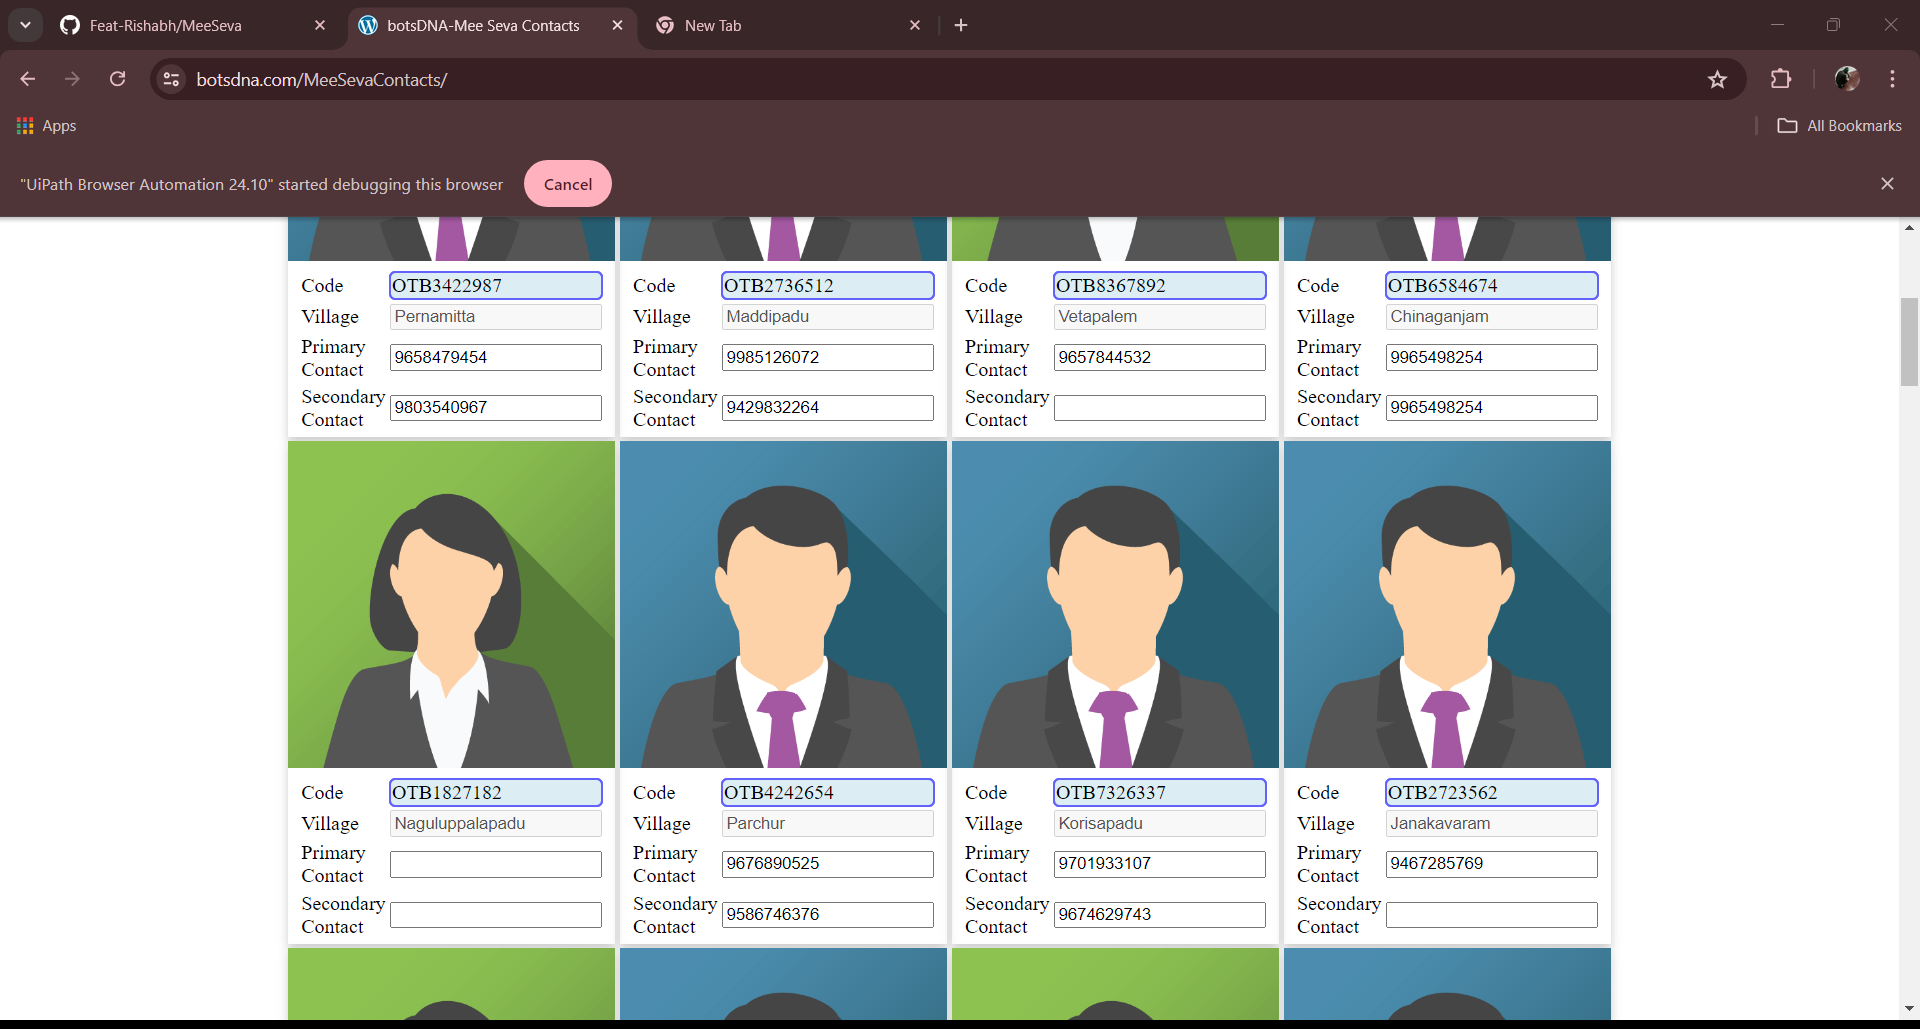 Feat-Rishabh/MeeSeva
botsDNA-Mee Seva Contacts
New Tab
botsdna.com/MeeSevaContacts/
Apps
All Bookmarks
"UiPath Browser Automation 24.10" started debugging this browser
Cancel
Code OTB3422987
Village Pernamitta
Primary Contact 9658479454
Secondary Contact 9803540967
Code OTB2736512
Village Maddipadu
Primary Contact 9985126072
Secondary Contact 9429832264
Code OTB8367892
Village Vetapalem
Primary Contact 9657844532
Secondary Contact
Code OTB6584674
Village Chinaganjam
Primary Contact 9965498254
Secondary Contact 9965498254
Code OTB1827182
Village Naguluppalapadu
Primary Contact
Secondary Contact
Code OTB4242654
Village Parchur
Primary Contact 9676890525
Secondary Contact 9586746376
Code OTB7326337
Village Korisapadu
Primary Contact 9701933107
Secondary Contact 9674629743
Code OTB2723562
Village Janakavaram
Primary Contact 9467285769
Secondary Contact